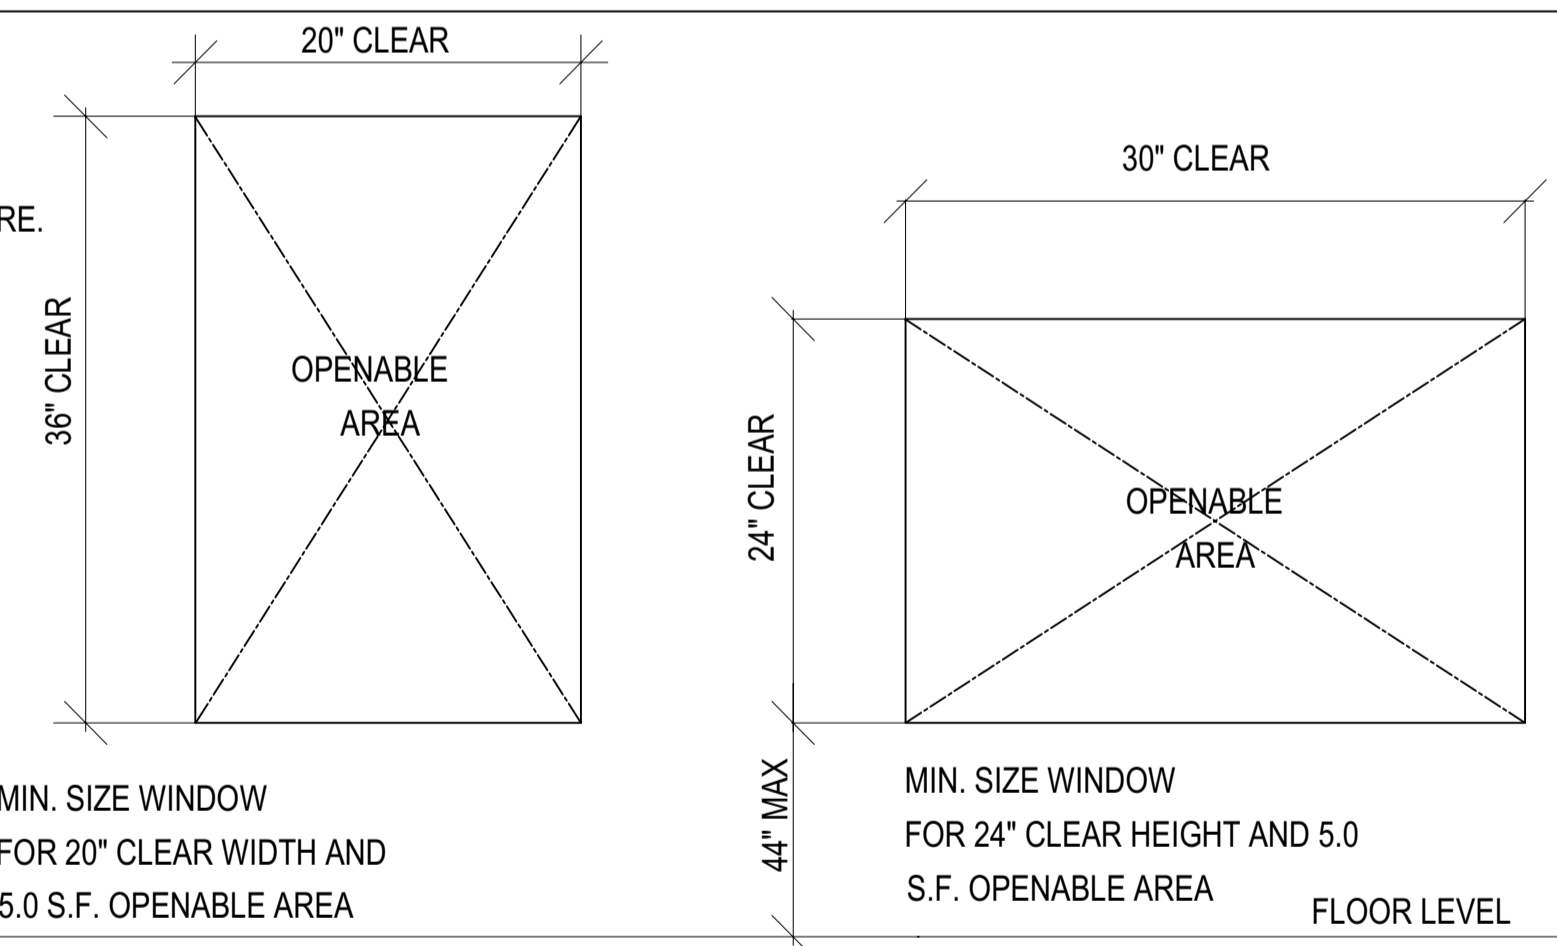 20" CLEAR
RE.
36" CLEAR
OPENABLE
AREA
MIN. SIZE WINDOW
FOR 20" CLEAR WIDTH AND
5.0 S.F. OPENABLE AREA
30" CLEAR
24" CLEAR
OPENABLE
AREA
44" MAX
MIN. SIZE WINDOW
FOR 24" CLEAR HEIGHT AND 5.0
S.F. OPENABLE AREA
FLOOR LEVEL